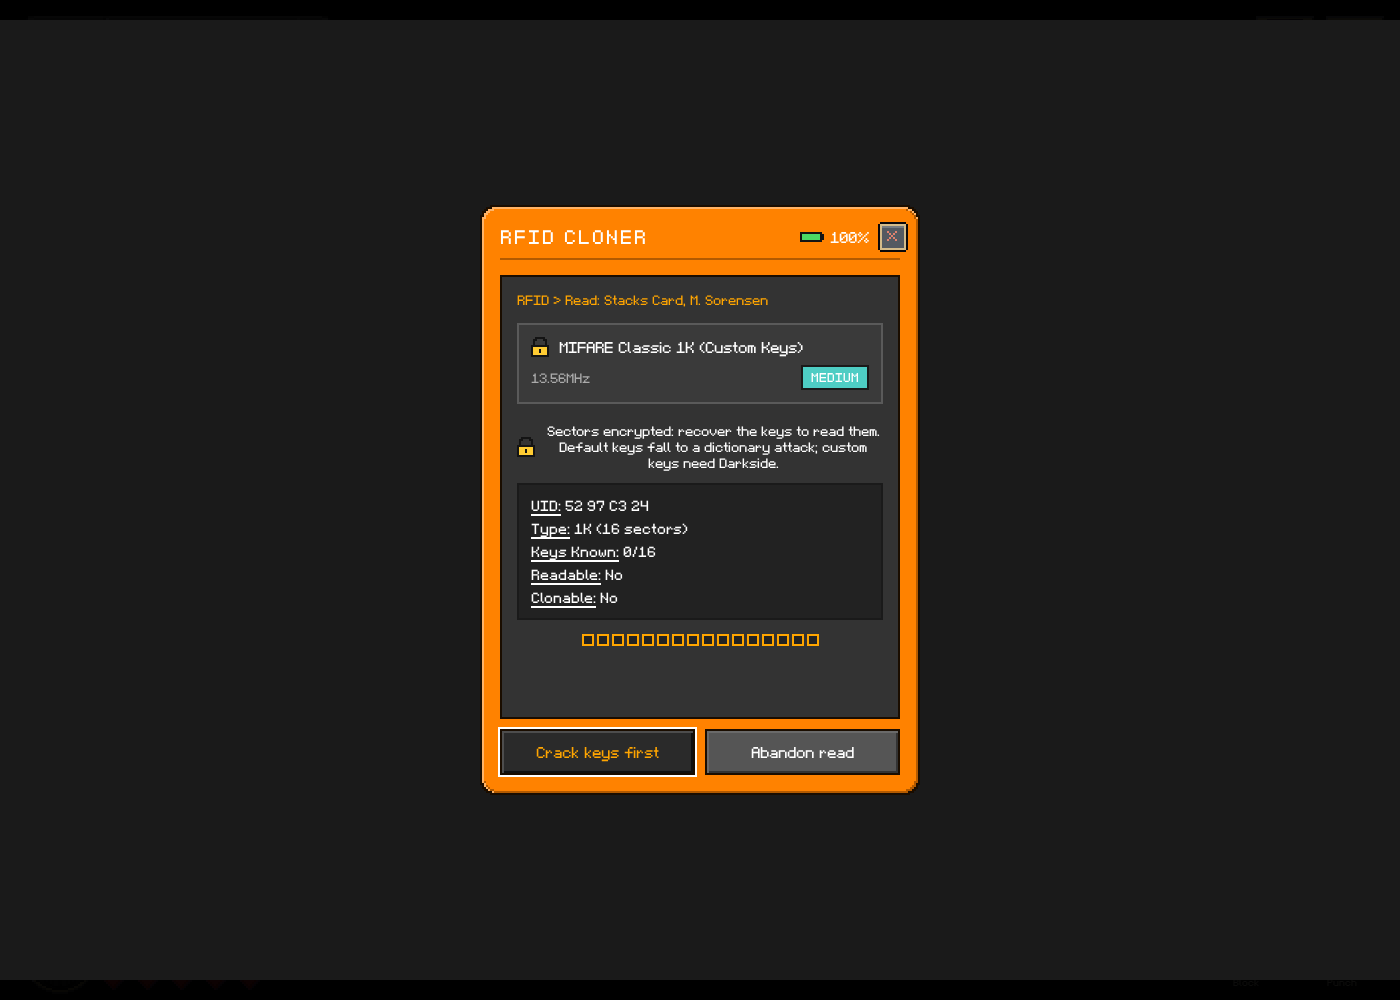 RFID CLONER
100%
X
RFID > Read: Stacks Card, M. Sorensen
MIFARE Classic 1K (Custom Keys)
13.56MHz
MEDIUM
Sectors encrypted: recover the keys to read them.
Default keys fall to a dictionary attack; custom
keys need Darkside.
UID: 52 97 C3 24
Type: 1K (16 sectors)
Keys Known: 0/16
Readable: No
Clonable: No
Crack keys first
Abandon read